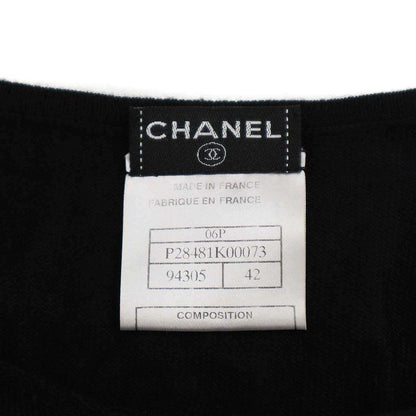 CHANEL
MADE IN FRANCE
FABRIQUE EN FRANCE
06P
P28481K00073
94305 42
COMPOSITION